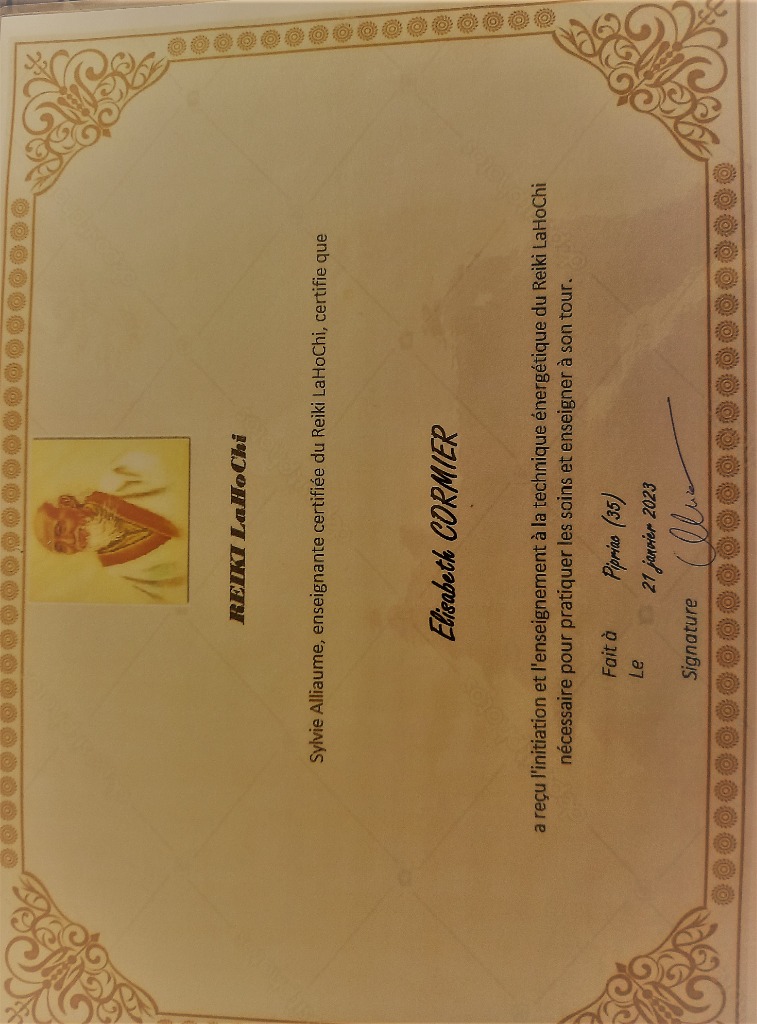 REIKI LaHoChi
Sylvie Alliaume, enseignante certifiée du Reiki LaHoChi, certifie que
Elisabeth CORMIER
a reçu l'initiation et l'enseignement à la technique énergétique du Reiki LaHoChi
nécessaire pour pratiquer les soins et enseigner à son tour.
Fait à Pipriac (35)
Le 21 janvier 2023
Signature